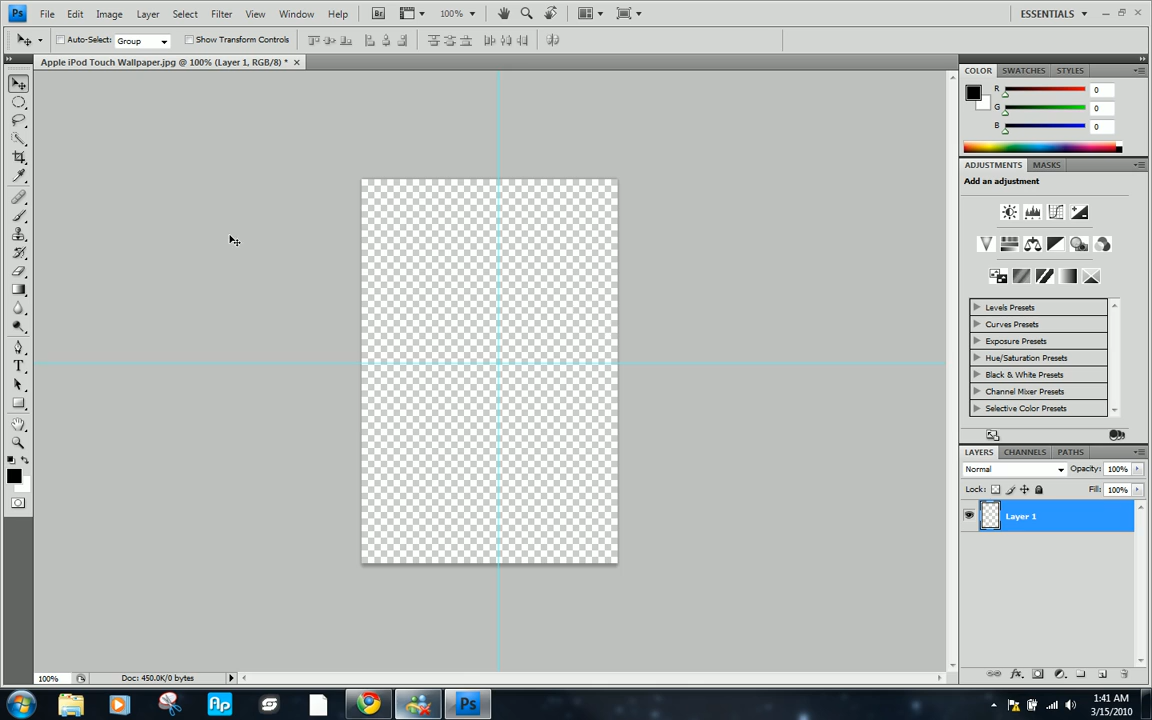 Ps File Edit Image Layer Select Filter View Window Help Br 100% ESSENTIALS
Auto-Select: Group Show Transform Controls
Apple iPod Touch Wallpaper.jpg @ 100% (Layer 1, RGB/8) *
COLOR SWATCHES STYLES
R 0
G 0
B 0
ADJUSTMENTS MASKS
Add an adjustment
Levels Presets
Curves Presets
Exposure Presets
Hue/Saturation Presets
Black & White Presets
Channel Mixer Presets
Selective Color Presets
T
LAYERS CHANNELS PATHS
Normal Opacity: 100%
Lock: Fill: 100%
Layer 1
fx
100% Doc: 450.0K/0 bytes
Ap S Ps
1:41 AM
3/15/2010